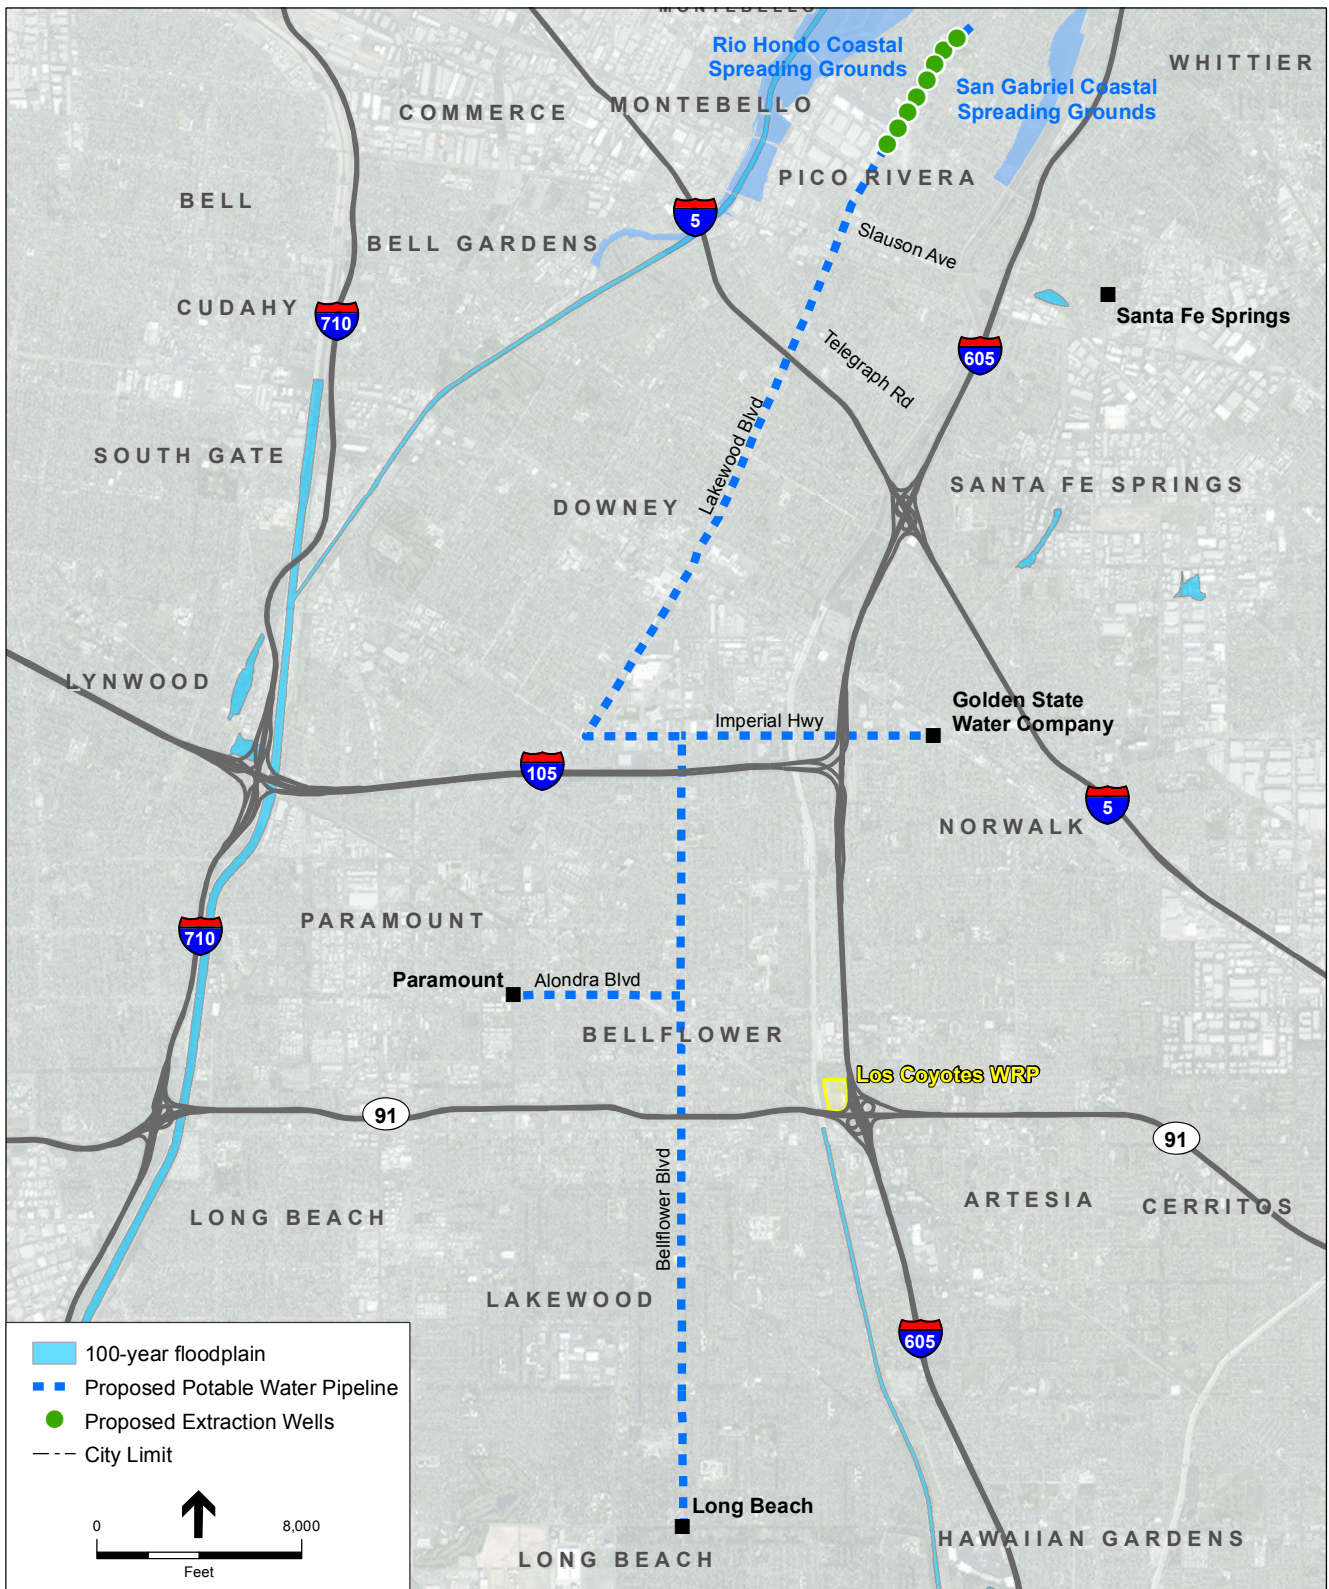 MONTEBELLO
Rio Hondo Coastal
Spreading Grounds
WHITTIER
San Gabriel Coastal
Spreading Grounds
COMMERCE
MONTEBELLO
PICO RIVERA
BELL
5
Slauson Ave
BELL GARDENS
CUDAHY
710
Santa Fe Springs
605
Telegraph Rd
Lakewood Blvd
SOUTH GATE
SANTA FE SPRINGS
DOWNEY
LYNWOOD
Golden State
Water Company
Imperial Hwy
105
5
NORWALK
PARAMOUNT
710
Paramount
Alondra Blvd
BELLFLOWER
Los Coyotes WRP
91
91
Bellflower Blvd
ARTESIA
CERRITOS
LONG BEACH
LAKEWOOD
605
100-year floodplain
Proposed Potable Water Pipeline
Proposed Extraction Wells
City Limit
0
8,000
Feet
Long Beach
HAWAIIAN GARDENS
LONG BEACH